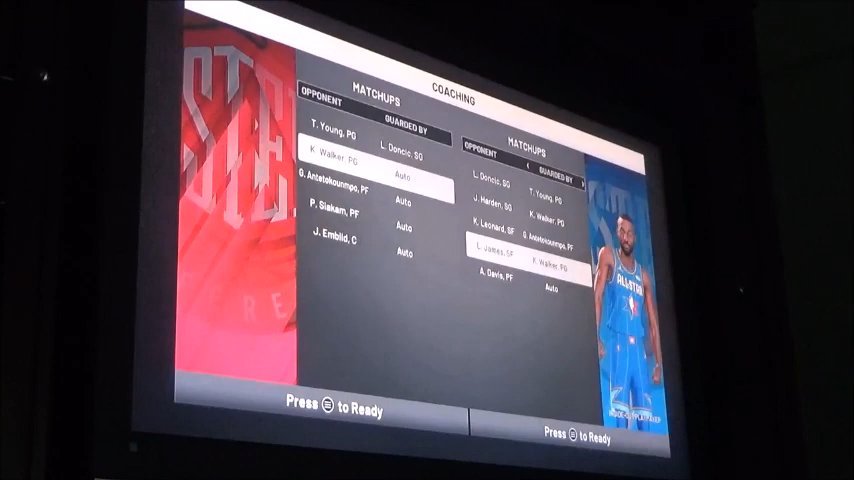 COACHING
MATCHUPS
OPPONENT GUARDED BY
T. Young, PG L. Doncic, SG
K. Walker, PG Auto
G. Antetokounmpo, PF Auto
P. Siakam, PF Auto
J. Embiid, C Auto
MATCHUPS
OPPONENT GUARDED BY
L. Doncic, SG T. Young, PG
J. Harden, SG K. Walker, PG
K. Leonard, SF G. Antetokounmpo, PF
L. James, SF K. Walker, PG
A. Davis, PF Auto
ALL-STAR
Press to Ready
Press to Ready